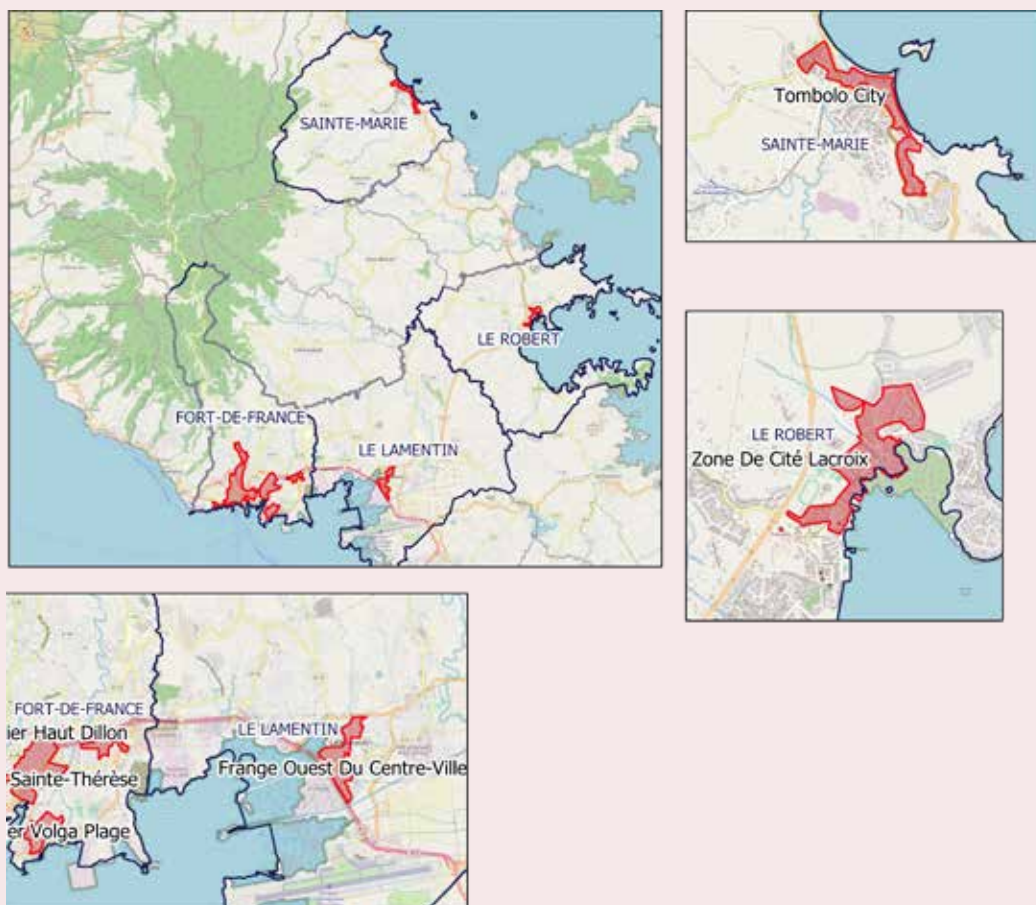 SAINTE-MARIE
LE ROBERT
FORT-DE-FRANCE
LE LAMENTIN
Tombolo City
SAINTE-MARIE
LE ROBERT
Zone De Cité Lacroix
FORT-DE-FRANCE
ier Haut Dillon
LE LAMENTIN
Sainte-Thérèse
Frange Ouest Du Centre-Ville
er Volga Plage